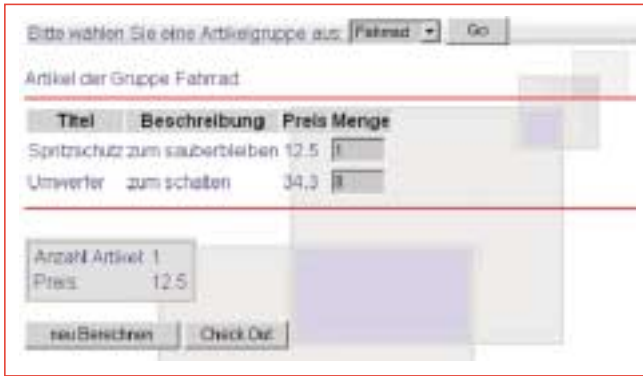 Bitte wählen Sie eine Artikelgruppe aus: Fahrrad Go
Artikel der Gruppe Fahrrad
Titel Beschreibung Preis Menge
Spritzschutz zum sauberbleiben 12.5 1
Umwerfer zum schalten 34.3
Anzahl Artikel: 1
Preis: 12.5
neu Berechnen Check Out